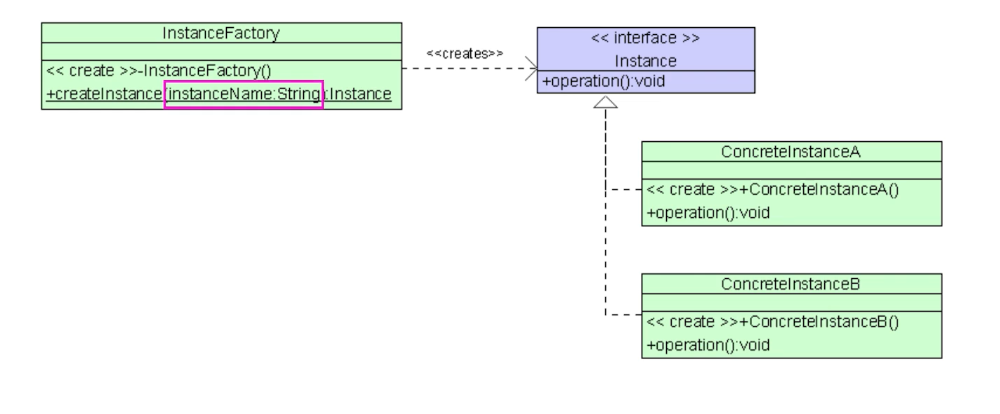 InstanceFactory
<< create >>-InstanceFactory()
+createInstance(instanceName:String):Instance
<<creates>>
<< interface >>
Instance
+operation():void
ConcreteInstanceA
<< create >>+ConcreteInstanceA()
+operation():void
ConcreteInstanceB
<< create >>+ConcreteInstanceB()
+operation():void